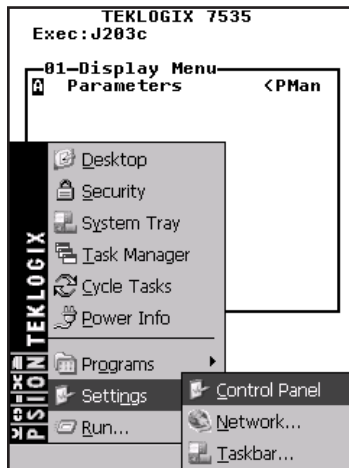 TEKLOGIX 7535
Exec:J203c
01—Display Menu
A Parameters <PMan
Desktop
Security
System Tray
Task Manager
Cycle Tasks
Power Info
Programs
Settings
Run...
Control Panel
Network...
Taskbar...
PSION TEKLOGIX